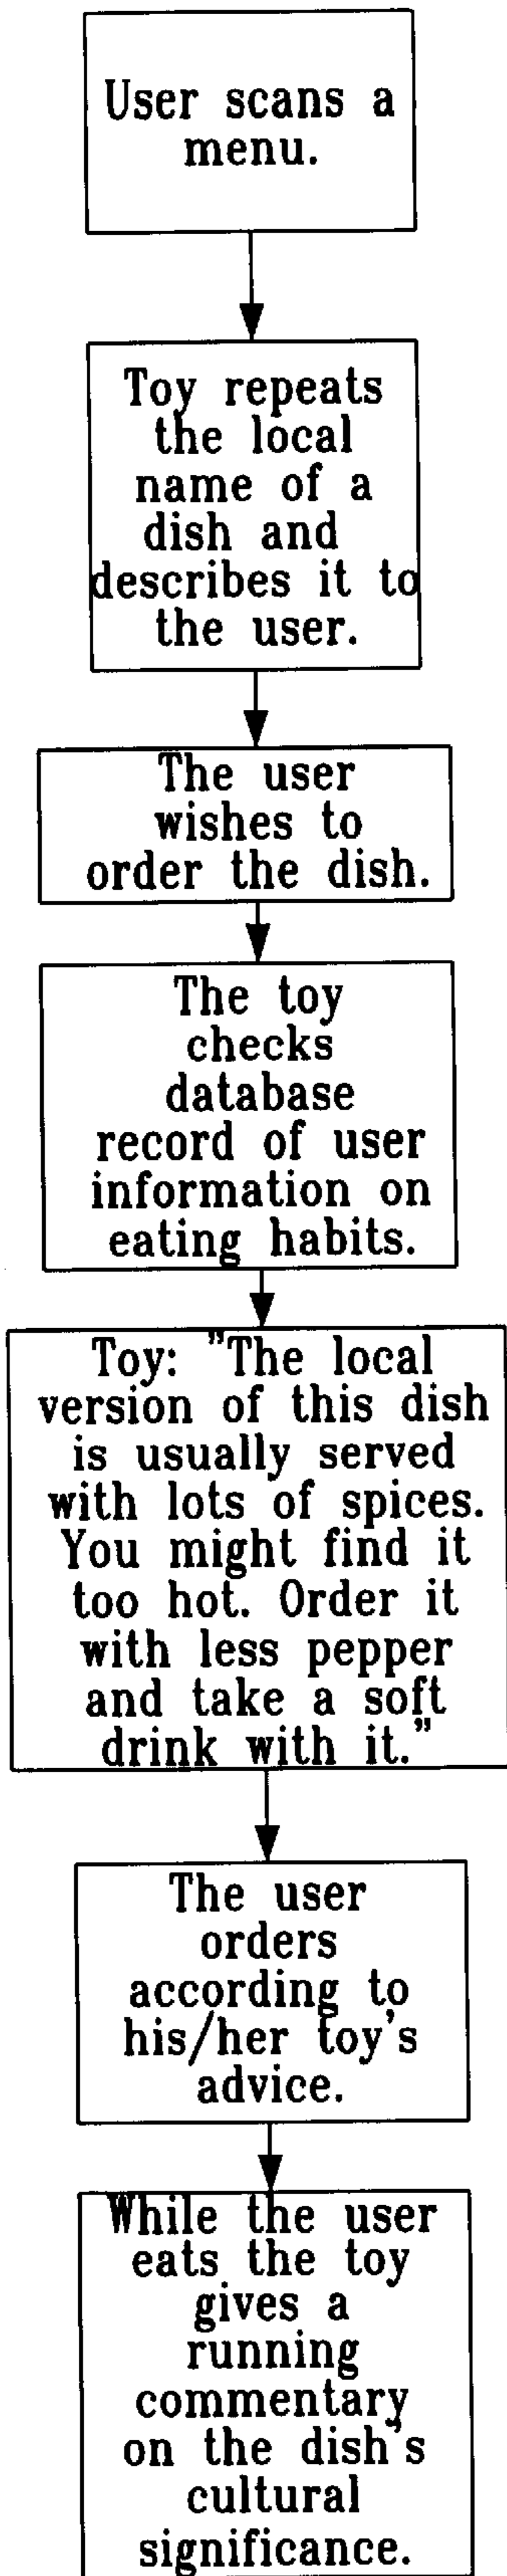 User scans a
menu.
Toy repeats
the local
name of a
dish and
describes it to
the user.
The user
wishes to
order the dish.
The toy
checks
database
record of user
information on
eating habits.
Toy: "The local
version of this dish
is usually served
with lots of spices.
You might find it
too hot. Order it
with less pepper
and take a soft
drink with it."
The user
orders
according to
his/her toy's
advice.
While the user
eats the toy
gives a
running
commentary
on the dish's
cultural
significance.